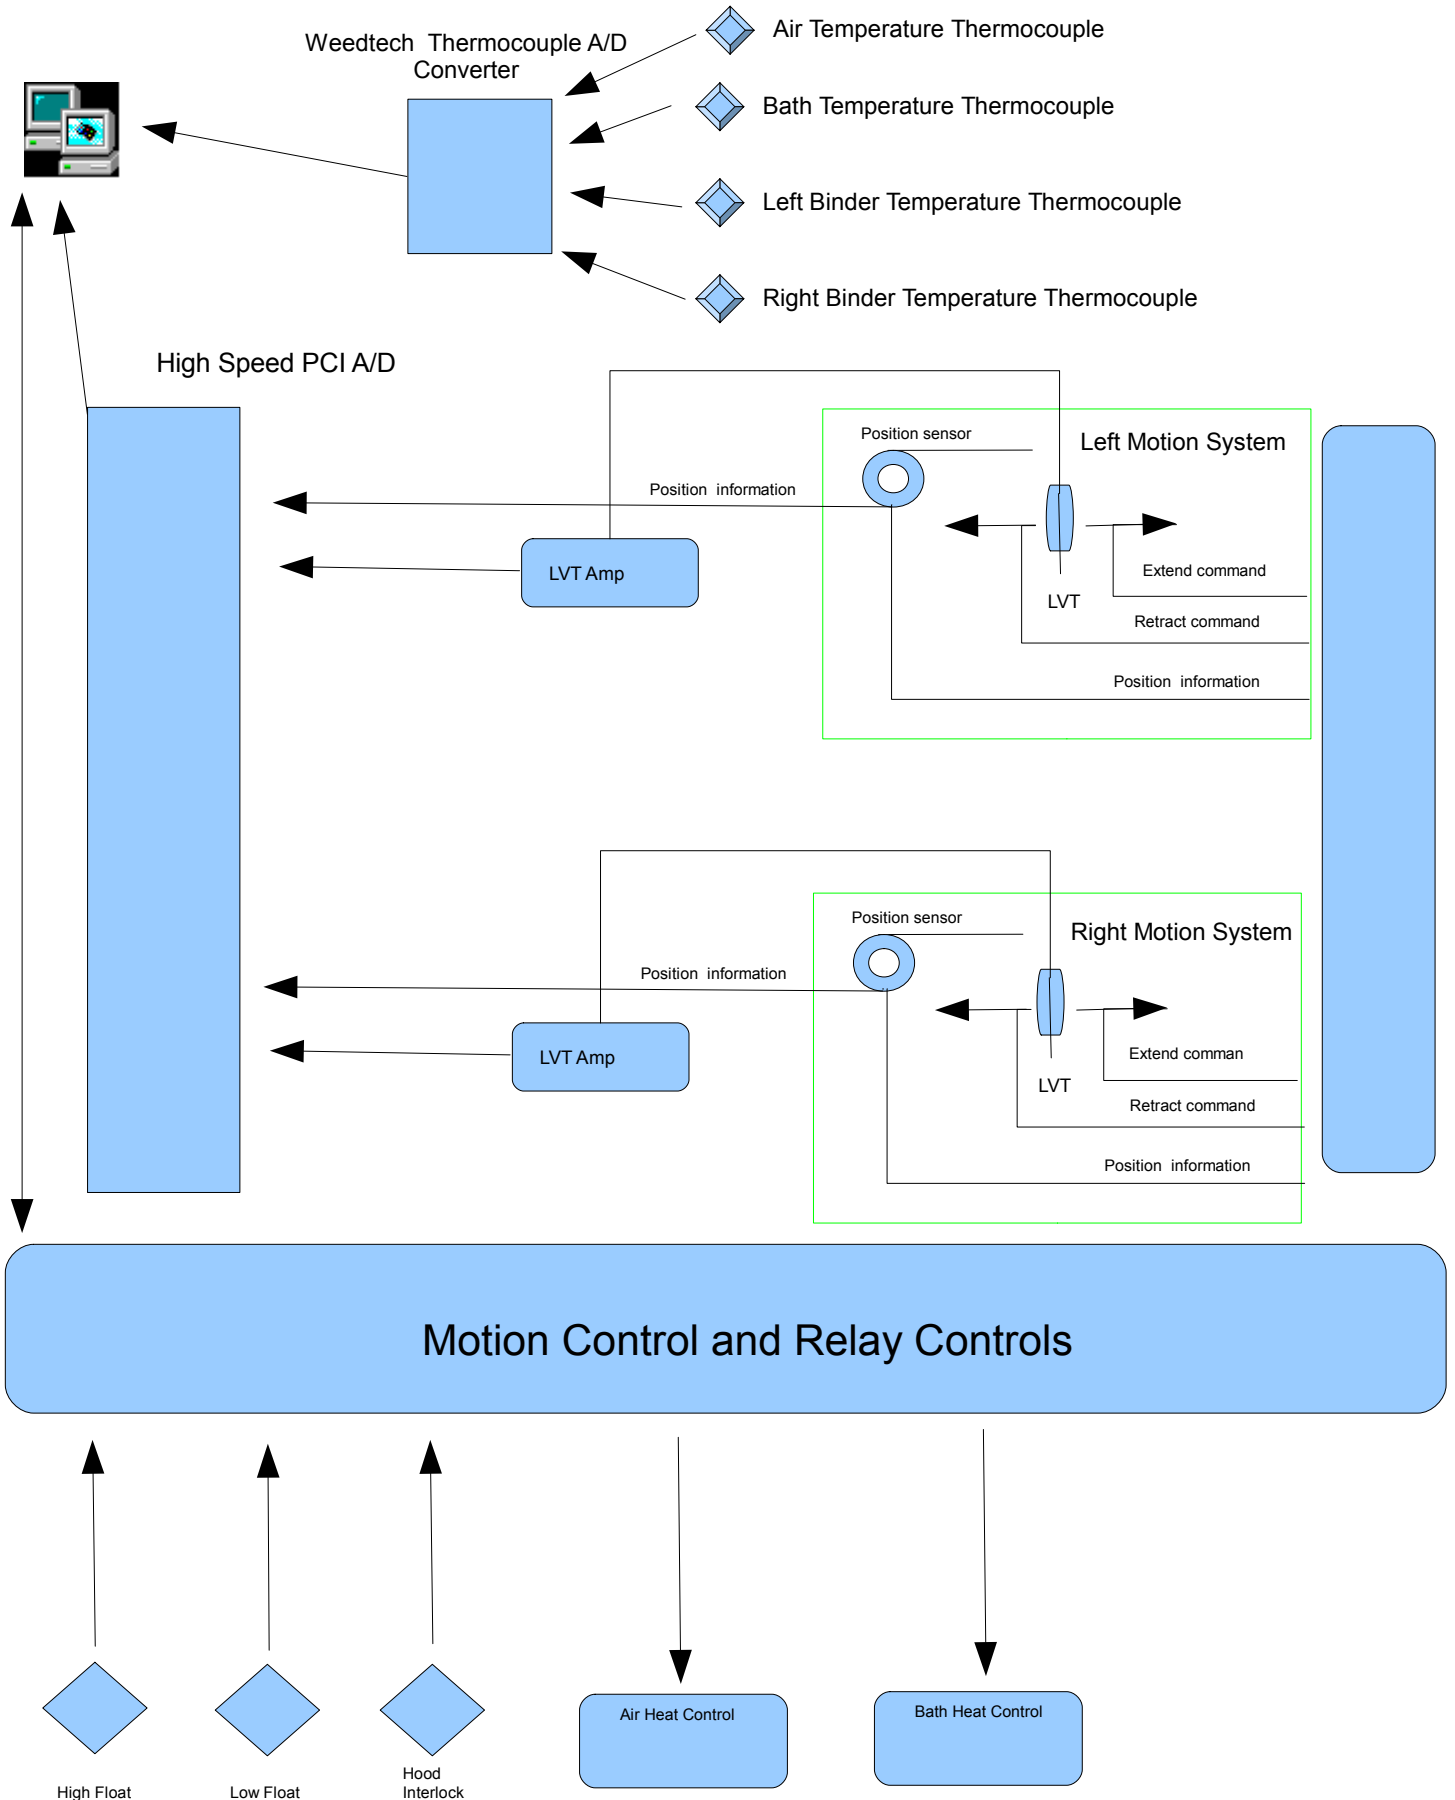 Weedtech  Thermocouple A/D
Converter
Air Temperature Thermocouple
Bath Temperature Thermocouple
Left Binder Temperature Thermocouple
Right Binder Temperature Thermocouple
High Speed PCI A/D
Position sensor
Left Motion System
Position  information
LVT Amp
Extend command
LVT
Retract command
Position  information
Position sensor
Right Motion System
Position  information
LVT Amp
Extend comman
LVT
Retract command
Position  information
Motion Control and Relay Controls
High Float
Low Float
Hood
Interlock
Air Heat Control
Bath Heat Control